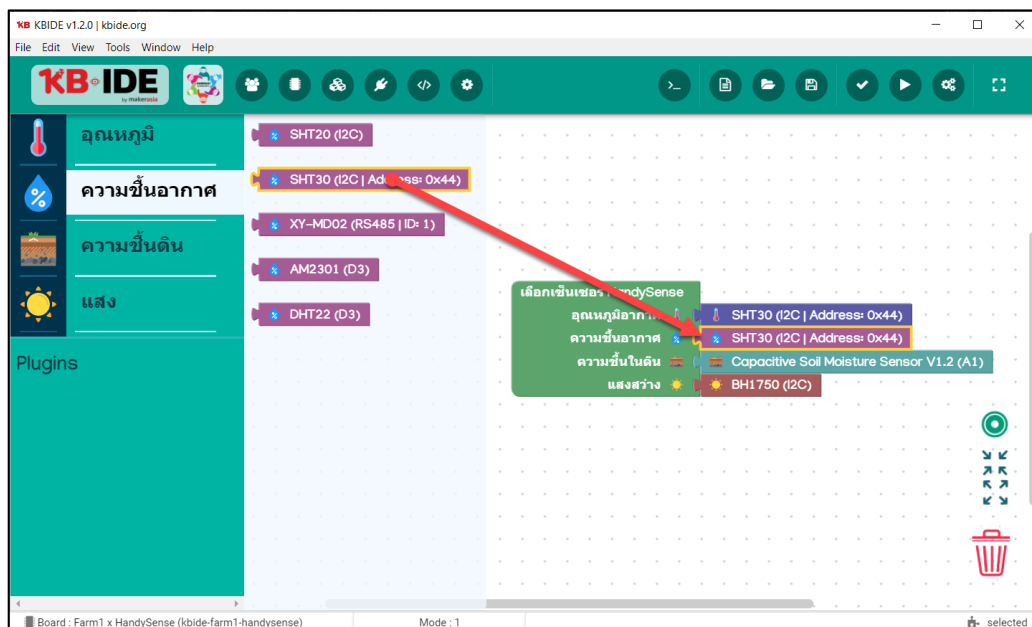 KB KBIDE v1.2.0 | kbide.org
File Edit View Tools Window Help
KB IDE
by makerasia
อุณหภูมิ
ความชื้นอากาศ
ความชื้นดิน
แสง
Plugins
SHT20 (I2C)
SHT30 (I2C | Address: 0x44)
XY-MD02 (RS485 | ID: 1)
AM2301 (D3)
DHT22 (D3)
เลือกเซ็นเซอร์ HandySense
อุณหภูมิอากาศ SHT30 (I2C | Address: 0x44)
ความชื้นอากาศ SHT30 (I2C | Address: 0x44)
ความชื้นในดิน Capacitive Soil Moisture Sensor V1.2 (A1)
แสงสว่าง BH1750 (I2C)
Board : Farm1 x HandySense (kbide-farm1-handysense) Mode : 1 selected